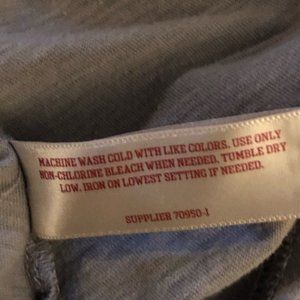 MACHINE WASH COLD WITH LIKE COLORS. USE ONLY
NON-CHLORINE BLEACH WHEN NEEDED. TUMBLE DRY
LOW. IRON ON LOWEST SETTING IF NEEDED.
SUPPLIER 70950-1